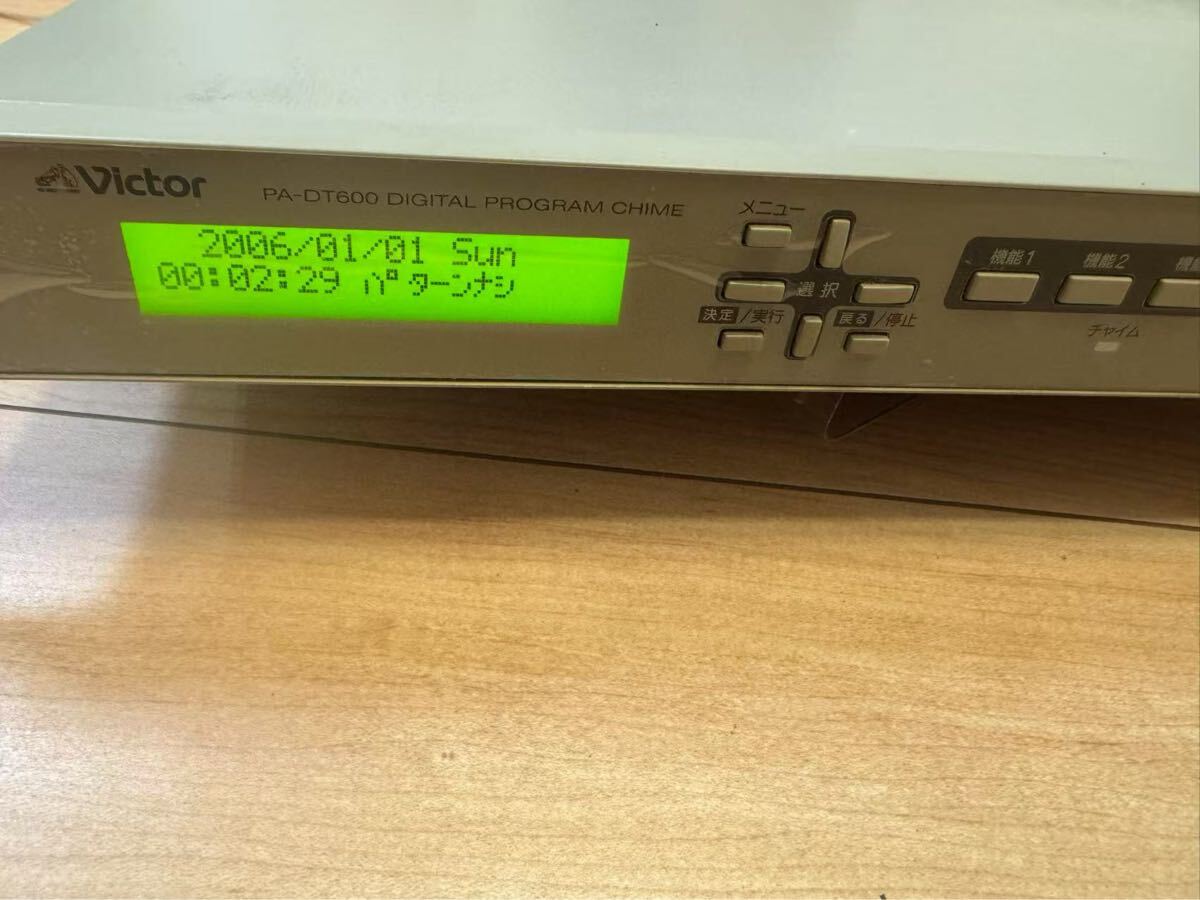 Victor
PA-DT600 DIGITAL PROGRAM CHIME
2006/01/01 Sun
00:02:29 パターンナシ
メニュー
選択
決定/実行
戻る/停止
機能1
機能2
チャイム